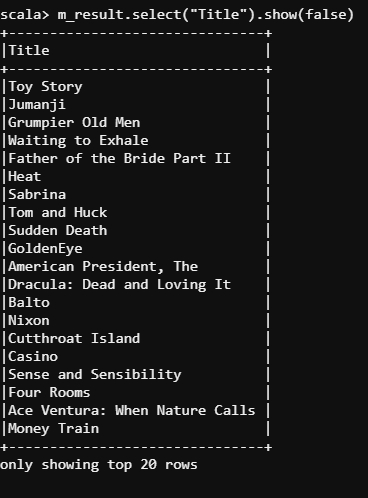 scala> m_result.select("Title").show(false)
+------------------------------+
|Title                         |
+------------------------------+
|Toy Story                     |
|Jumanji                       |
|Grumpier Old Men              |
|Waiting to Exhale             |
|Father of the Bride Part II   |
|Heat                          |
|Sabrina                       |
|Tom and Huck                  |
|Sudden Death                  |
|GoldenEye                     |
|American President, The       |
|Dracula: Dead and Loving It   |
|Balto                         |
|Nixon                         |
|Cutthroat Island              |
|Casino                        |
|Sense and Sensibility         |
|Four Rooms                    |
|Ace Ventura: When Nature Calls|
|Money Train                   |
+------------------------------+
only showing top 20 rows